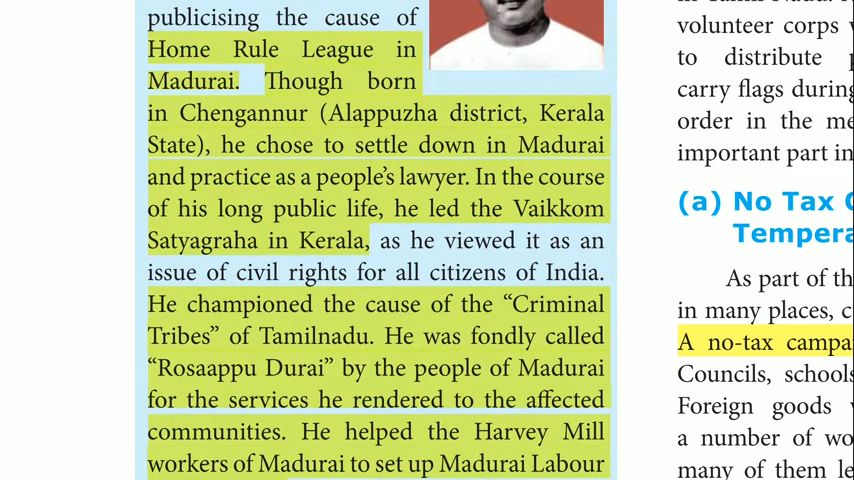 publicising the cause of
Home Rule League in
Madurai. Though born
in Chengannur (Alappuzha district, Kerala
State), he chose to settle down in Madurai
and practice as a people’s lawyer. In the course
of his long public life, he led the Vaikkom
Satyagraha in Kerala, as he viewed it as an
issue of civil rights for all citizens of India.
He championed the cause of the “Criminal
Tribes” of Tamilnadu. He was fondly called
“Rosaappu Durai” by the people of Madurai
for the services he rendered to the affected
communities. He helped the Harvey Mill
workers of Madurai to set up Madurai Labour
volunteer corps
to distribute
carry flags during
order in the
important part in
(a) No Tax
As part of
in many places,
A no-tax
Councils, schools
Foreign goods
a number of
many of them